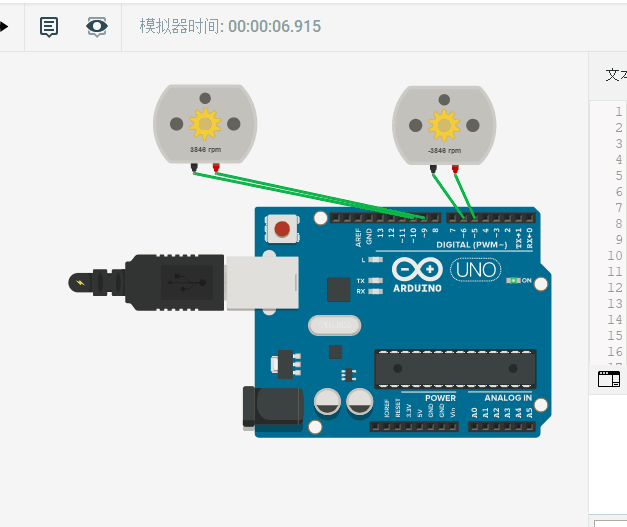 模拟器时间: 00:00:06.915
文本
1
2
3
4
5
6
7
8
9
10
11
12
13
14
15
16
3848 rpm
-3848 rpm
AREF
GND
13
12
~11
~10
~9
8
7
~6
~5
4
~3
2
TX→1
RX←0
DIGITAL (PWM~)
L
TX
RX
UNO
ARDUINO
ON
POWER
ANALOG IN
IOREF
RESET
3.3V
5V
GND
GND
Vin
A0
A1
A2
A3
A4
A5